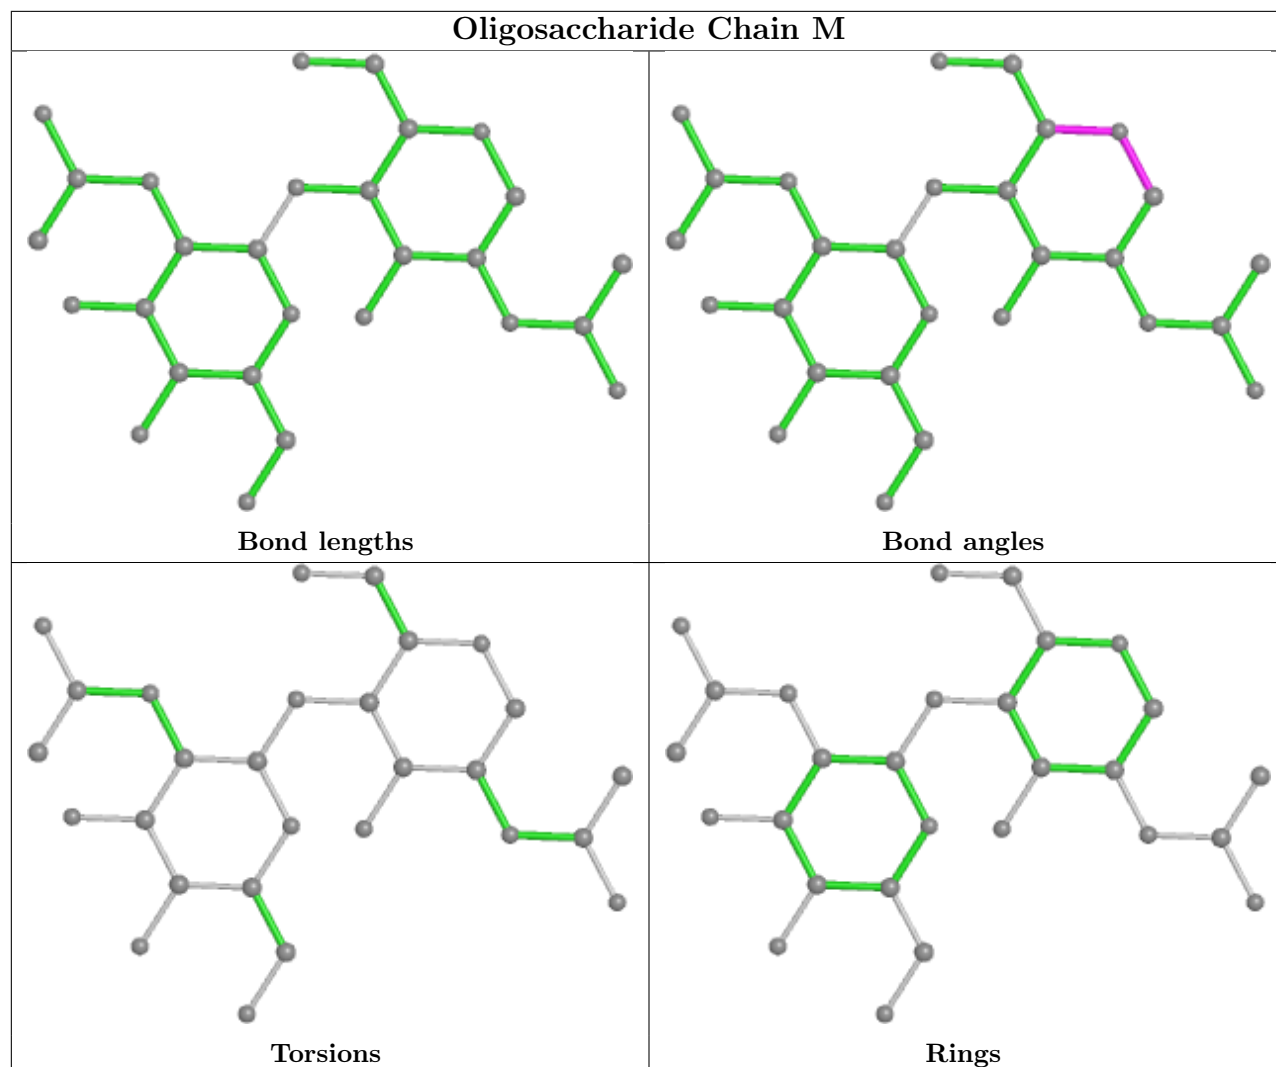 Oligosaccharide Chain M
Bond lengths
Bond angles
Torsions
Rings